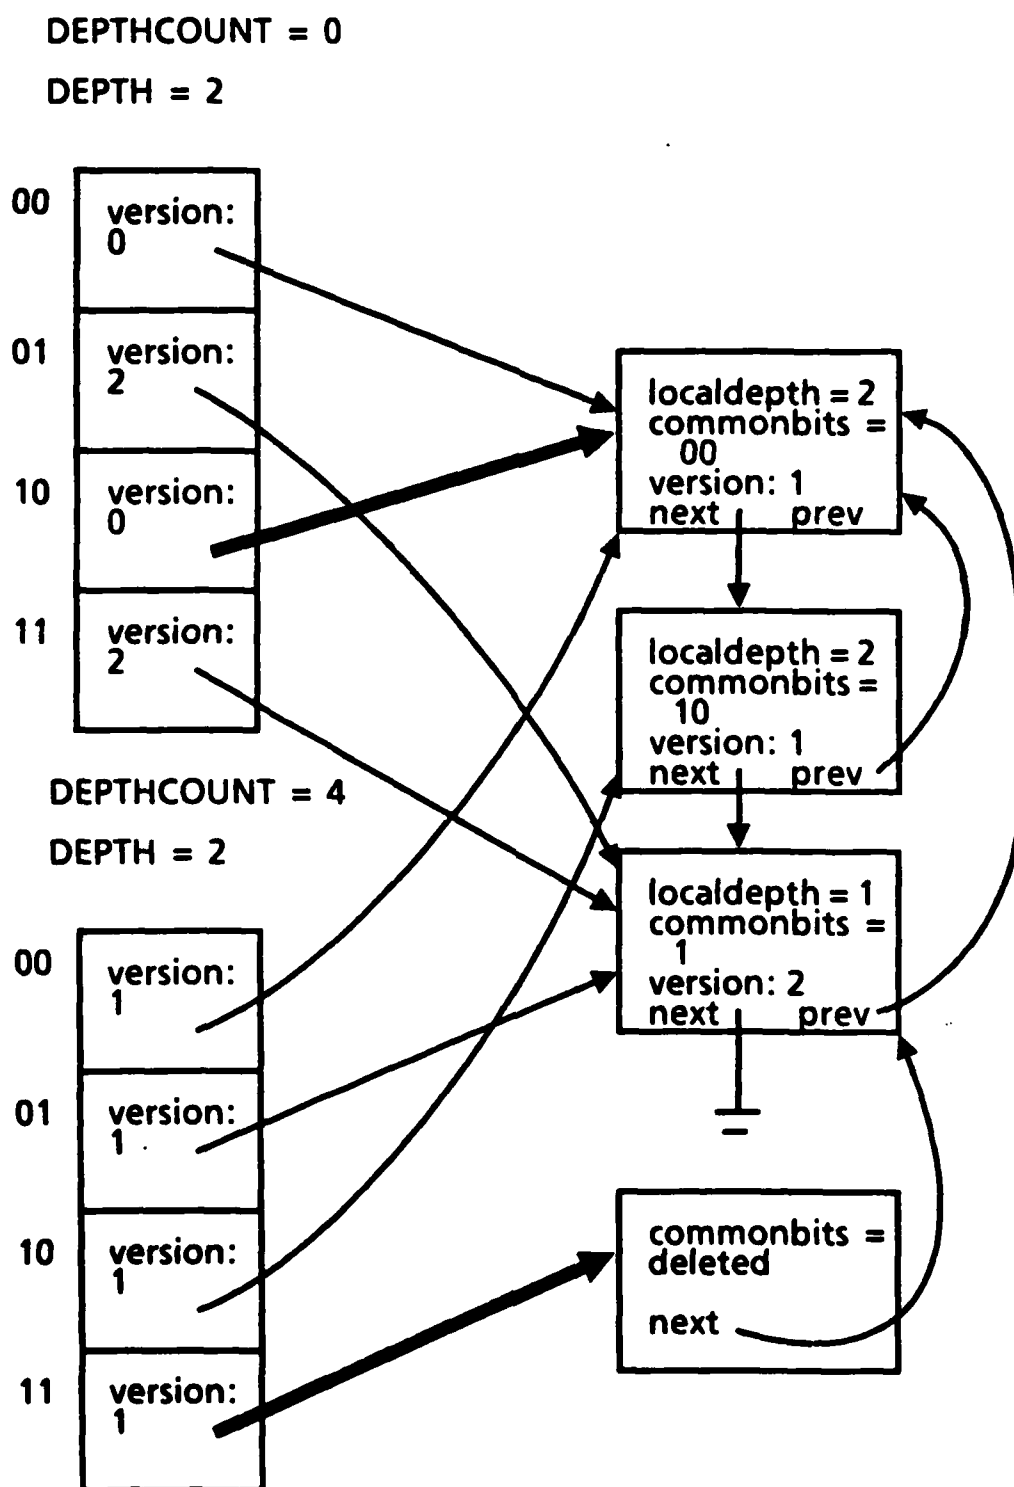 DEPTHCOUNT = 0
DEPTH = 2
00
version:
0
01
version:
2
10
version:
0
11
version:
2
localdepth = 2
commonbits =
00
version: 1
next prev
localdepth = 2
commonbits =
10
version: 1
next prev
DEPTHCOUNT = 4
DEPTH = 2
localdepth = 1
commonbits =
1
version: 2
next prev
00
version:
1
01
version:
1
10
version:
1
11
version:
1
commonbits =
deleted
next